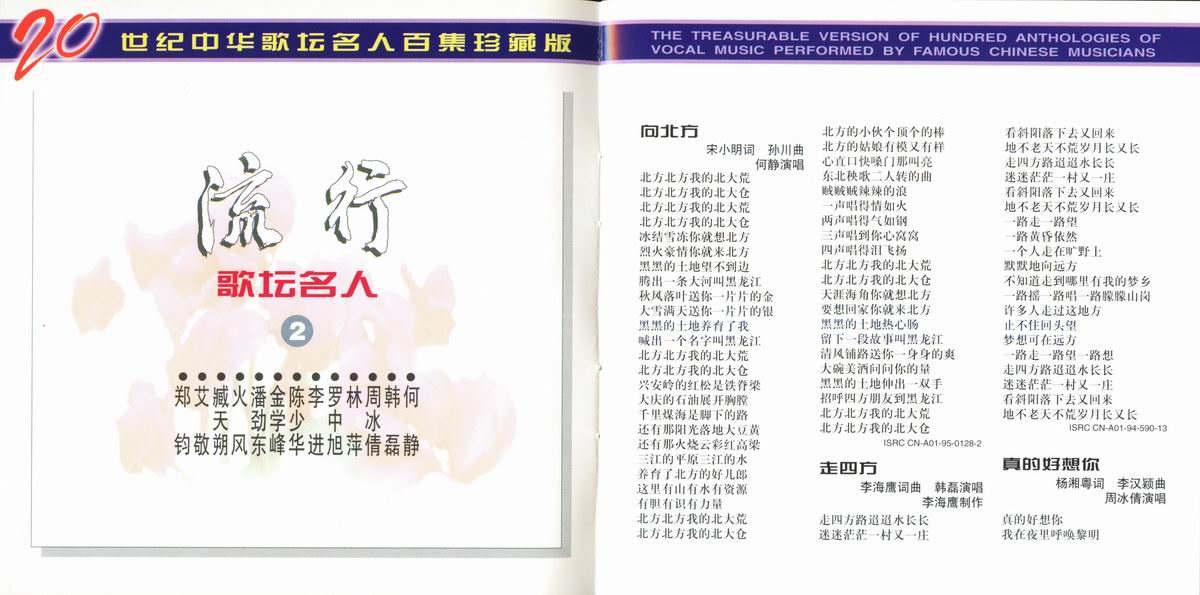 20
世纪中华歌坛名人百集珍藏版
流行
歌坛名人
2
何静
韩磊
周冰倩
林萍
罗中旭
李进
陈少华
金学峰
潘劲东
火风
臧天朔
艾敬
郑钧
THE TREASURABLE VERSION OF HUNDRED ANTHOLOGIES OF
VOCAL MUSIC PERFORMED BY FAMOUS CHINESE MUSICIANS
向北方
宋小明词 孙川曲
何静演唱
北方北方我的北大荒
北方北方我的北大仓
北方北方我的北大荒
北方北方我的北大仓
冰结雪冻你就想北方
烈火豪情你就来北方
黑黑的土地望不到边
腾出一条大河叫黑龙江
秋风落叶送你一片片的金
大雪满天送你一片片的银
黑黑的土地养育了我
喊出一个名字叫黑龙江
北方北方我的北大荒
北方北方我的北大仓
兴安岭的红松是铁脊梁
大庆的石油展开胸膛
千里煤海是脚下的路
还有那阳光落地大豆黄
还有那火烧云彩红高梁
三江的平原三江的水
养育了北方的好儿郎
这里有山有水有资源
有胆有识有力量
北方北方我的北大荒
北方北方我的北大仓
北方的小伙个顶个的棒
北方的姑娘有模又有样
心直口快嗓门那叫亮
东北秧歌二人转的曲
贼贼贼辣辣的浪
一声唱得情如火
两声唱得气如钢
三声唱到你心窝窝
四声唱得泪飞扬
北方北方我的北大荒
北方北方我的北大仓
天涯海角你就想北方
要想回家你就来北方
黑黑的土地热心肠
留下一段故事叫黑龙江
清风铺路送你一身身的爽
大碗美酒问问你的量
黑黑的土地伸出一双手
招呼四方朋友到黑龙江
北方北方我的北大荒
北方北方我的北大仓
ISRC CN-A01-95-0128-2
走四方
李海鹰词曲 韩磊演唱
李海鹰制作
走四方路迢迢水长长
迷迷茫茫一村又一庄
看斜阳落下去又回来
地不老天不荒岁月长又长
走四方路迢迢水长长
迷迷茫茫一村又一庄
看斜阳落下去又回来
地不老天不荒岁月长又长
一路走一路望
一路黄昏依然
一个人走在旷野上
默默地向远方
不知道走到哪里有我的梦乡
一路摇一路唱一路朦朦山岗
许多人走过这地方
止不住回头望
梦想可在远方
一路走一路望一路想
走四方路迢迢水长长
迷迷茫茫一村又一庄
看斜阳落下去又回来
地不老天不荒岁月长又长
ISRC CN-A01-94-590-13
真的好想你
杨湘粤词 李汉颖曲
周冰倩演唱
真的好想你
我在夜里呼唤黎明